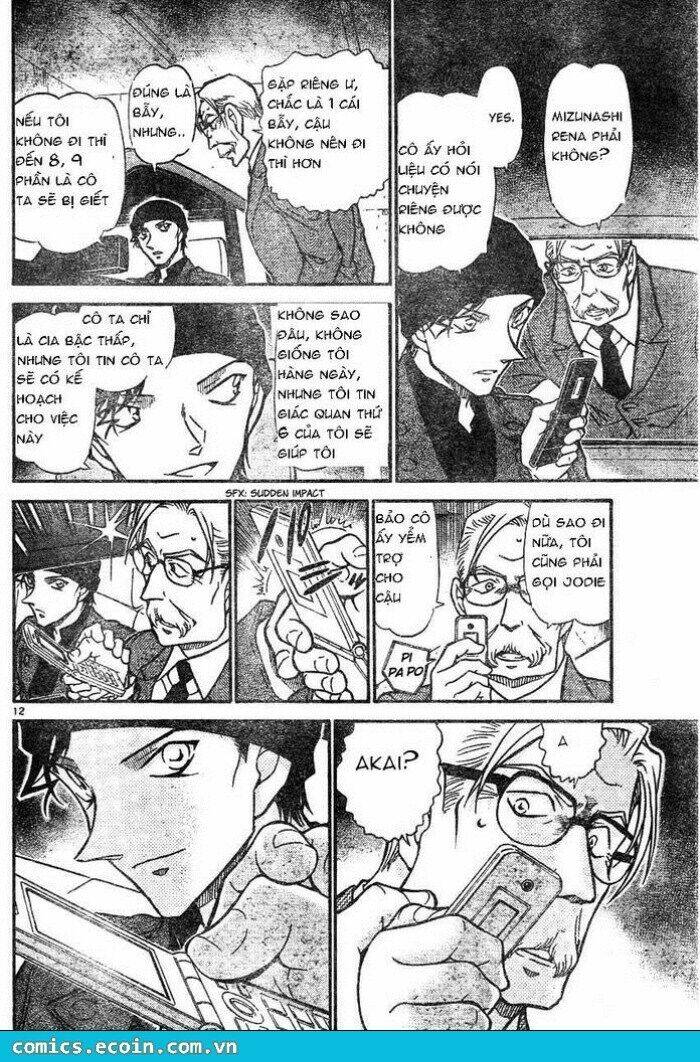 MIZUNASHI
RENA PHẢI
KHÔNG?
YES.
CÔ ẤY HỎI
LIỆU CÓ NÓI
CHUYỆN
RIÊNG ĐƯỢC
KHÔNG
GẶP RIÊNG Ư,
CHẮC LÀ 1 CÁI
BẪY, CẬU
KHÔNG NÊN ĐI
THÌ HƠN
ĐÚNG LÀ
BẪY,
NHƯNG..
NẾU TÔI
KHÔNG ĐI THÌ
ĐẾN 8, 9
PHẦN LÀ CÔ
TA SẼ BỊ GIẾT
KHÔNG SAO
ĐÂU, KHÔNG
GIỐNG TÔI
HÀNG NGÀY,
NHƯNG TÔI TIN
GIÁC QUAN THỨ
6 CỦA TÔI SẼ
GIÚP TÔI
CÔ TA CHỈ
LÀ CIA BẬC THẤP,
NHƯNG TÔI TIN CÔ TA
SẼ CÓ KẾ
HOẠCH
CHO VIỆC
NÀY
SFX: SUDDEN IMPACT
DÙ SAO ĐI
NỮA, TÔI
CŨNG PHẢI
GỌI JODIE
BẢO CÔ
ẤY YỂM
TRỢ
CHO
CẬU
PI
PA PO
12
A
AKAI?
comics.ecoin.com.vn